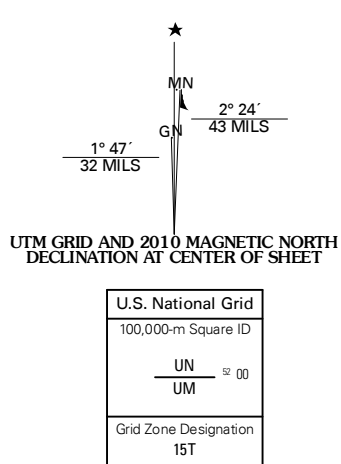 MN
2° 24´
43 MILS
GN
1° 47´
32 MILS
UTM GRID AND 2010 MAGNETIC NORTH
DECLINATION AT CENTER OF SHEET
U.S. National Grid
100,000-m Square ID
UN
52 00
UM
Grid Zone Designation
15T